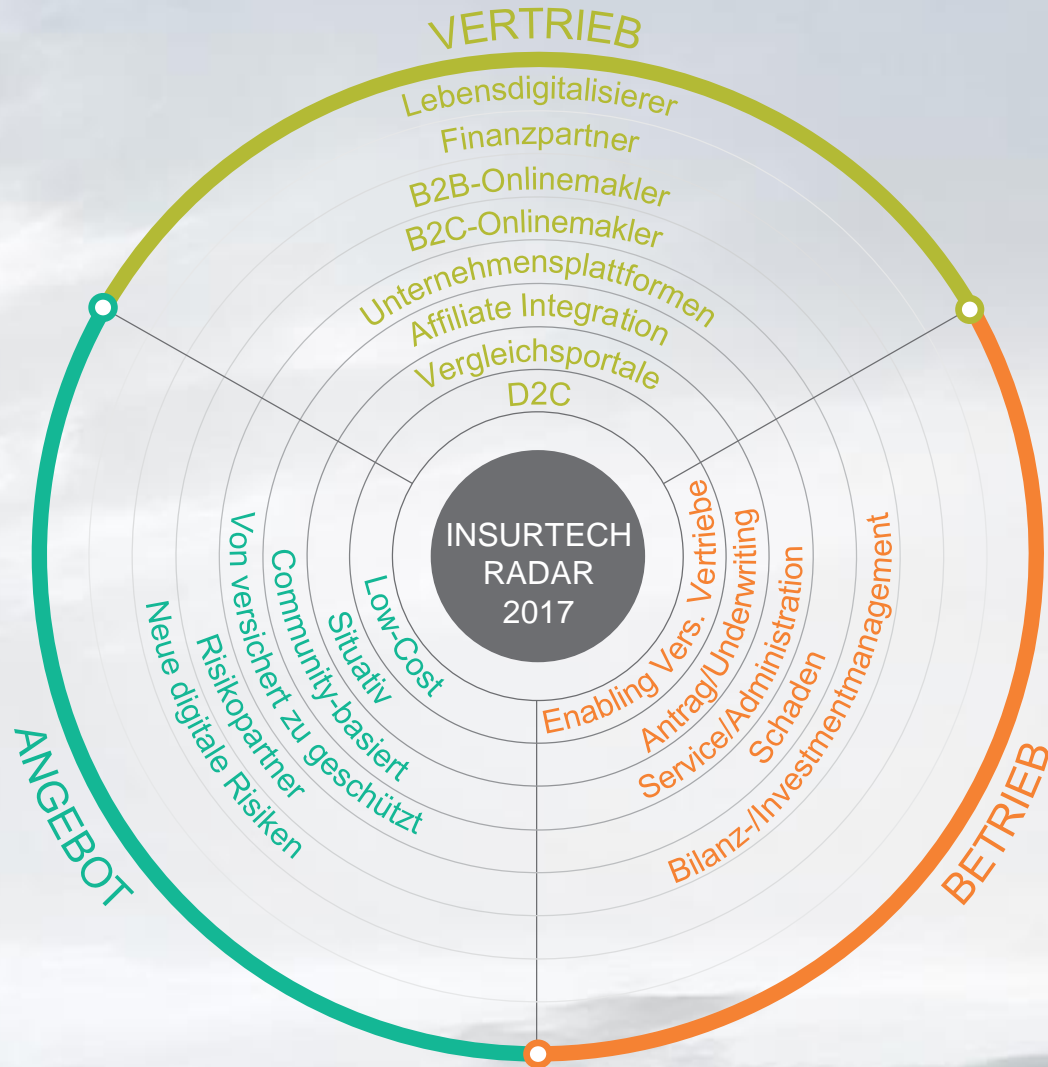 VERTRIEB
Lebensdigitalisierer
Finanzpartner
B2B-Onlinemakler
B2C-Onlinemakler
Unternehmensplattformen
Affiliate Integration
Vergleichsportale
D2C
INSURTECH
RADAR
2017
Enabling Vers. Vertriebe
Antrag/Underwriting
Service/Administration
Schaden
Bilanz-/Investmentmanagement
BETRIEB
Low-Cost
Situativ
Community-basiert
Von versichert zu geschützt
Risikopartner
Neue digitale Risiken
ANGEBOT